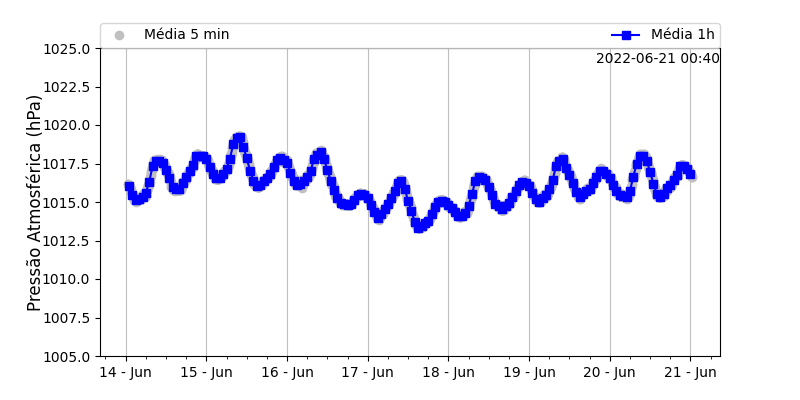 Média 5 min
Média 1h
2022-06-21 00:40
Pressão Atmosférica (hPa)
1025.0
1022.5
1020.0
1017.5
1015.0
1012.5
1010.0
1007.5
1005.0
14 - Jun
15 - Jun
16 - Jun
17 - Jun
18 - Jun
19 - Jun
20 - Jun
21 - Jun